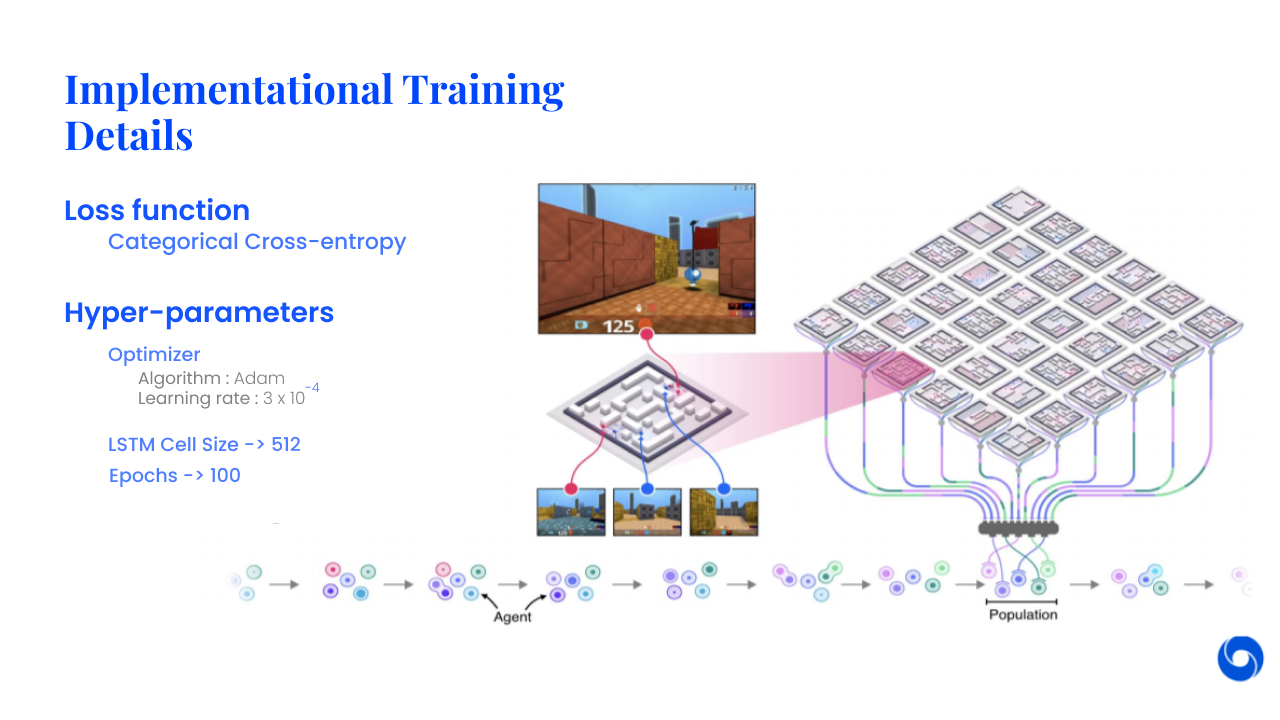 Implementational Training
Details
Loss function
Categorical Cross-entropy
Hyper-parameters
Optimizer
Algorithm : Adam
Learning rate : 3 x 10⁻⁴
LSTM Cell Size -> 512
Epochs -> 100
125
Agent
Population